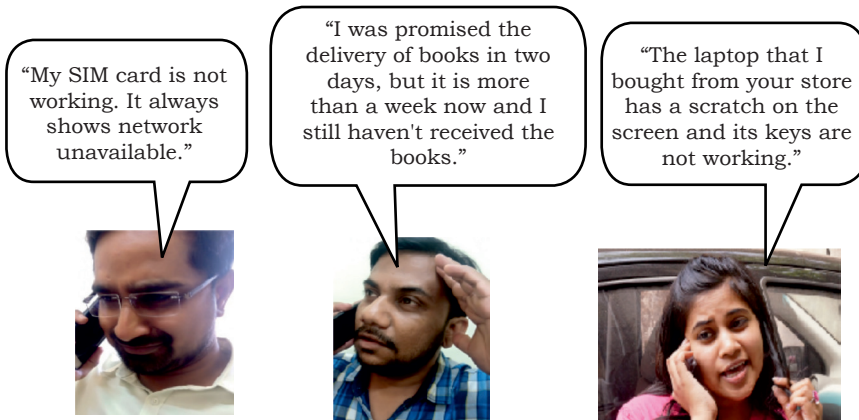 “My SIM card is not
working. It always
shows network
unavailable.”
“I was promised the
delivery of books in two
days, but it is more
than a week now and I
still haven't received the
books.”
“The laptop that I
bought from your store
has a scratch on the
screen and its keys are
not working.”